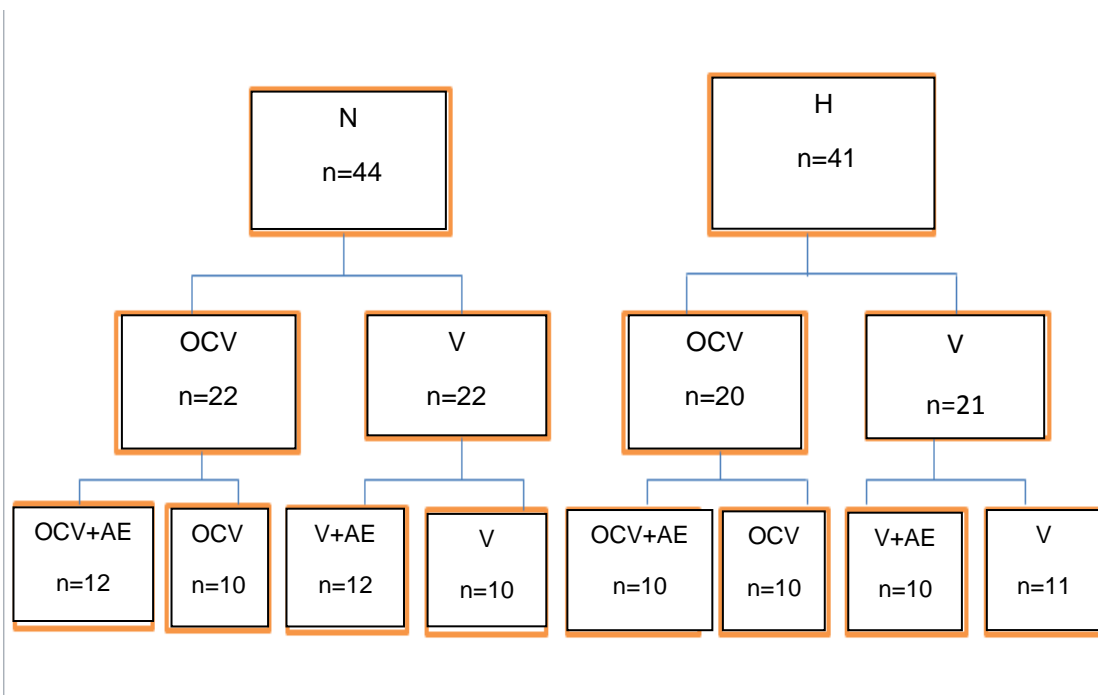 N
n=44
H
n=41
OCV
n=22
V
n=22
OCV
n=20
V
n=21
OCV+AE
n=12
OCV
n=10
V+AE
n=12
V
n=10
OCV+AE
n=10
OCV
n=10
V+AE
n=10
V
n=11